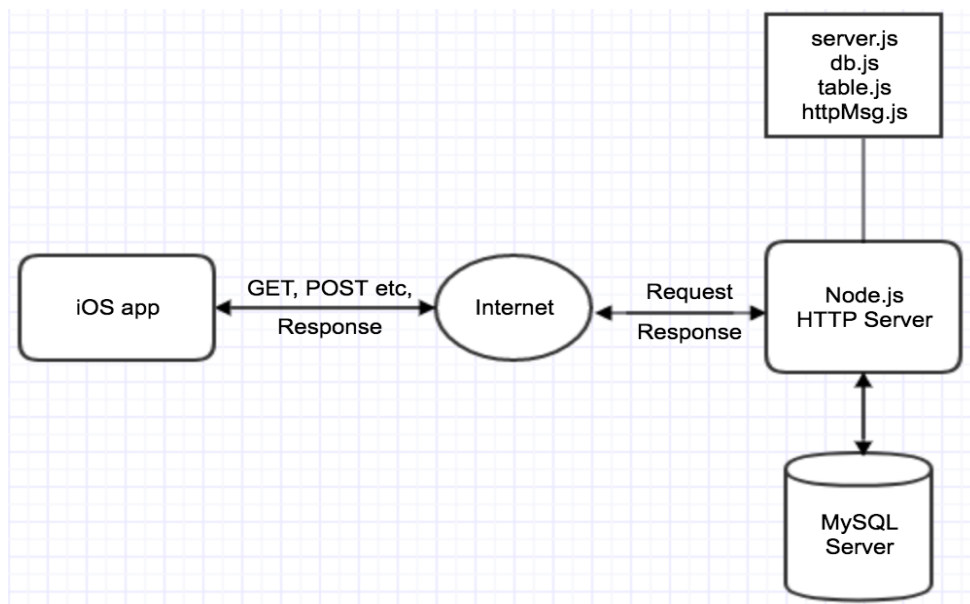 server.js
db.js
table.js
httpMsg.js
iOS app
GET, POST etc,
Response
Internet
Request
Response
Node.js
HTTP Server
MySQL
Server